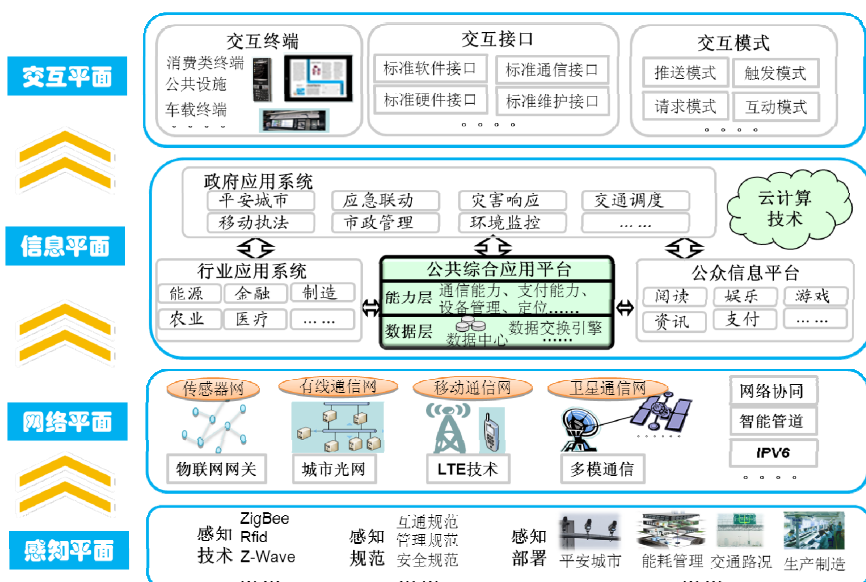 交互平面
交互终端
消费类终端
公共设施
车载终端
。。。。
交互接口
标准软件接口
标准通信接口
标准硬件接口
标准维护接口
。。。。
交互模式
推送模式
触发模式
请求模式
互动模式
。。。。
信息平面
政府应用系统
平安城市
应急联动
灾害响应
交通调度
移动执法
市政管理
环境监控
……
云计算
技术
行业应用系统
能源
金融
制造
农业
医疗
……
公共综合应用平台
能力层
通信能力、支付能力、
设备管理、定位……
数据层
数据交换引擎
数据中心
……
公众信息平台
阅读
娱乐
游戏
资讯
支付
……
网络平面
传感器网
有线通信网
移动通信网
卫星通信网
……
物联网网关
城市光网
LTE技术
多模通信
网络协同
智能管道
IPV6
。。。。
感知平面
感知
技术
ZigBee
Rfid
Z-Wave
……
感知
规范
互通规范
管理规范
安全规范
……
感知
部署
平安城市
能耗管理
交通路况
生产制造
……